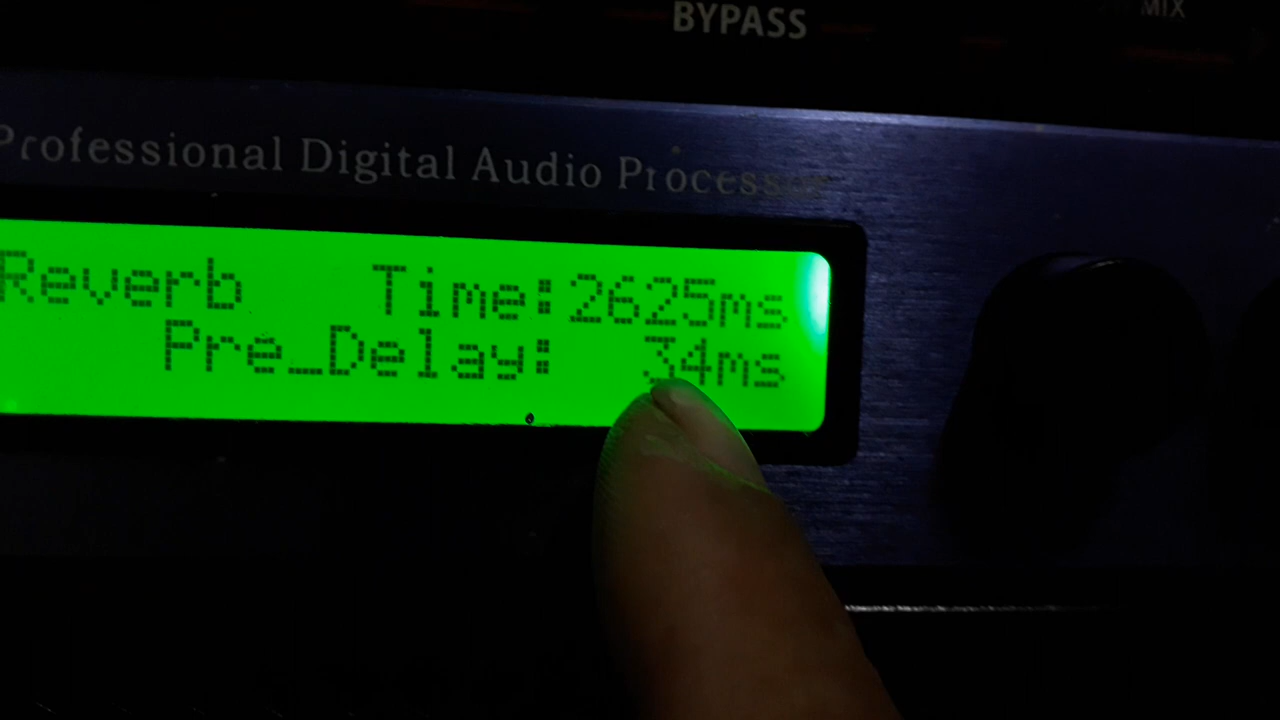 BYPASS
MIX
Professional Digital Audio Processor
Reverb Time:2625ms
Pre_Delay: 34ms